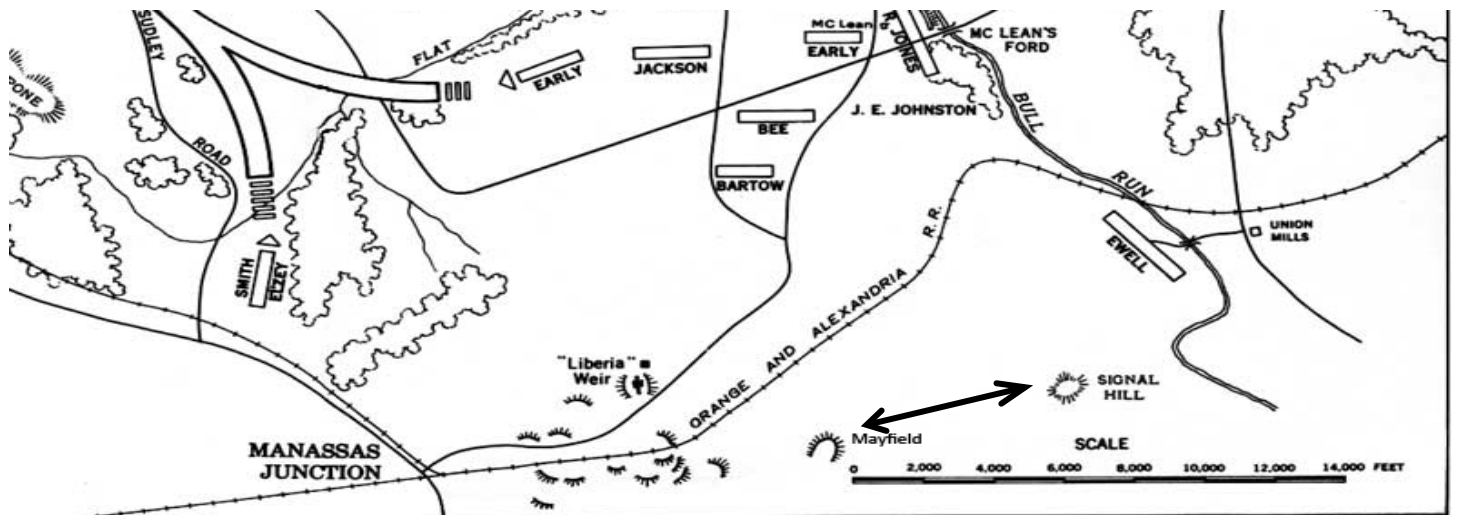 SUDLEY
FLAT
MC Lean
EARLY
JONES
MC LEAN'S
FORD
EARLY
JACKSON
BEE
J. E. JOHNSTON
BULL
ROAD
BARTOW
RUN
R. R.
EWELL
UNION
MILLS
SMITH
ELZEY
ORANGE AND ALEXANDRIA
"Liberia"
Weir
SIGNAL
HILL
MANASSAS
JUNCTION
Mayfield
SCALE
0 2,000 4,000 6,000 8,000 10,000 12,000 14,000 FEET